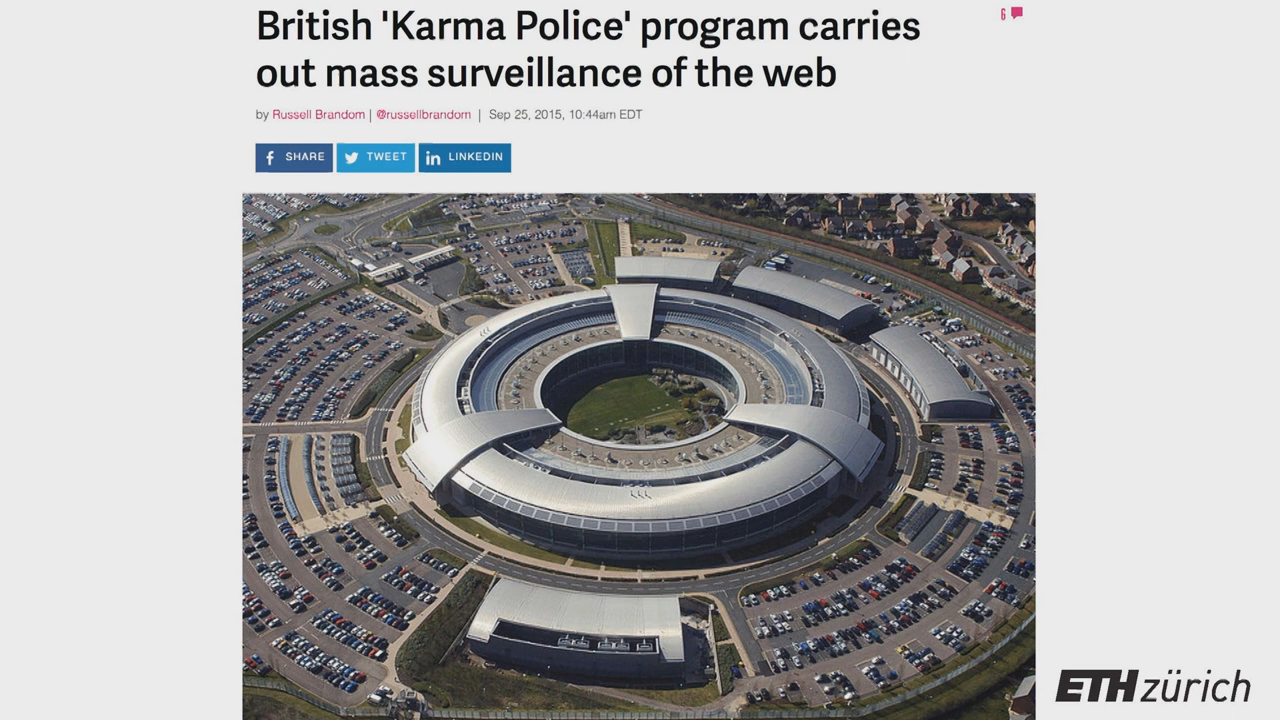 British 'Karma Police' program carries
out mass surveillance of the web
6
by Russell Brandom | @russellbrandom | Sep 25, 2015, 10:44am EDT
f SHARE
TWEET
in LINKEDIN
ETH zürich